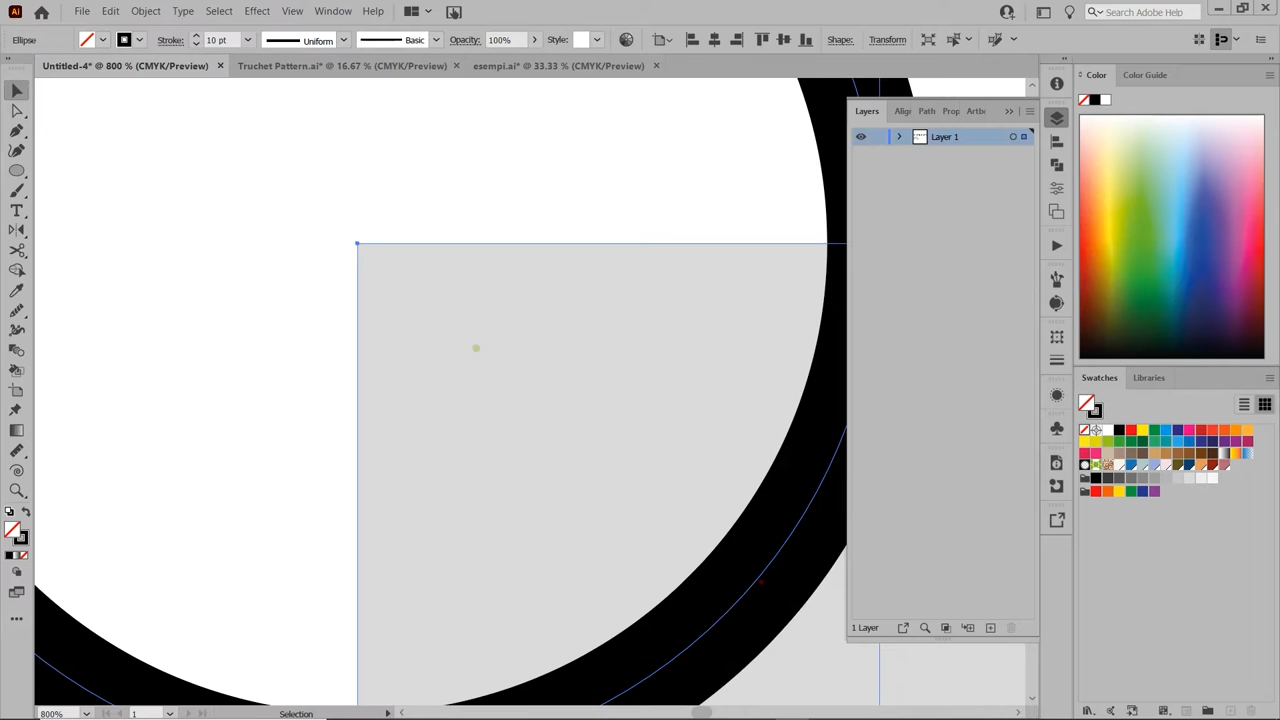 Ai File Edit Object Type Select Effect View Window Help Search Adobe Help
Ellipse Stroke: 10 pt Uniform Basic Opacity: 100% Style: Shape: Transform
Untitled-4* @ 800 % (CMYK/Preview) × Truchet Pattern.ai* @ 16.67 % (CMYK/Preview) × esempi.ai* @ 33.33 % (CMYK/Preview) ×
Color Color Guide
Layers Align Path Prop Artb
Layer 1
Swatches Libraries
1 Layer
800% 1 Selection